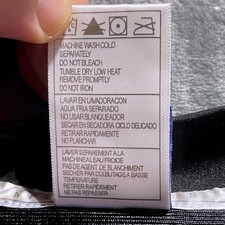 MACHINE WASH COLD
SEPARATELY
DO NOT BLEACH
TUMBLE DRY LOW HEAT
REMOVE PROMPTLY
DO NOT IRON
LAVAR EN LAVADORACON
AGUA FRIA SEPARADO
NO USAR BLANQUEADOR
SECAR EN SECADORA CICLO DELICADO
RETIRAR RAPIDAMENTE
NO PLANCHAR
LAVER SEPAREMENT A LA
MACHINE A L'EAU FROIDE
PAS DE AGENT DE BLANCHIMENT
SECHER PAR CULBUTAGE A BASSE
TEMPERATURE
RETIRER RAPIDEMENT
NE PAS REPASSER